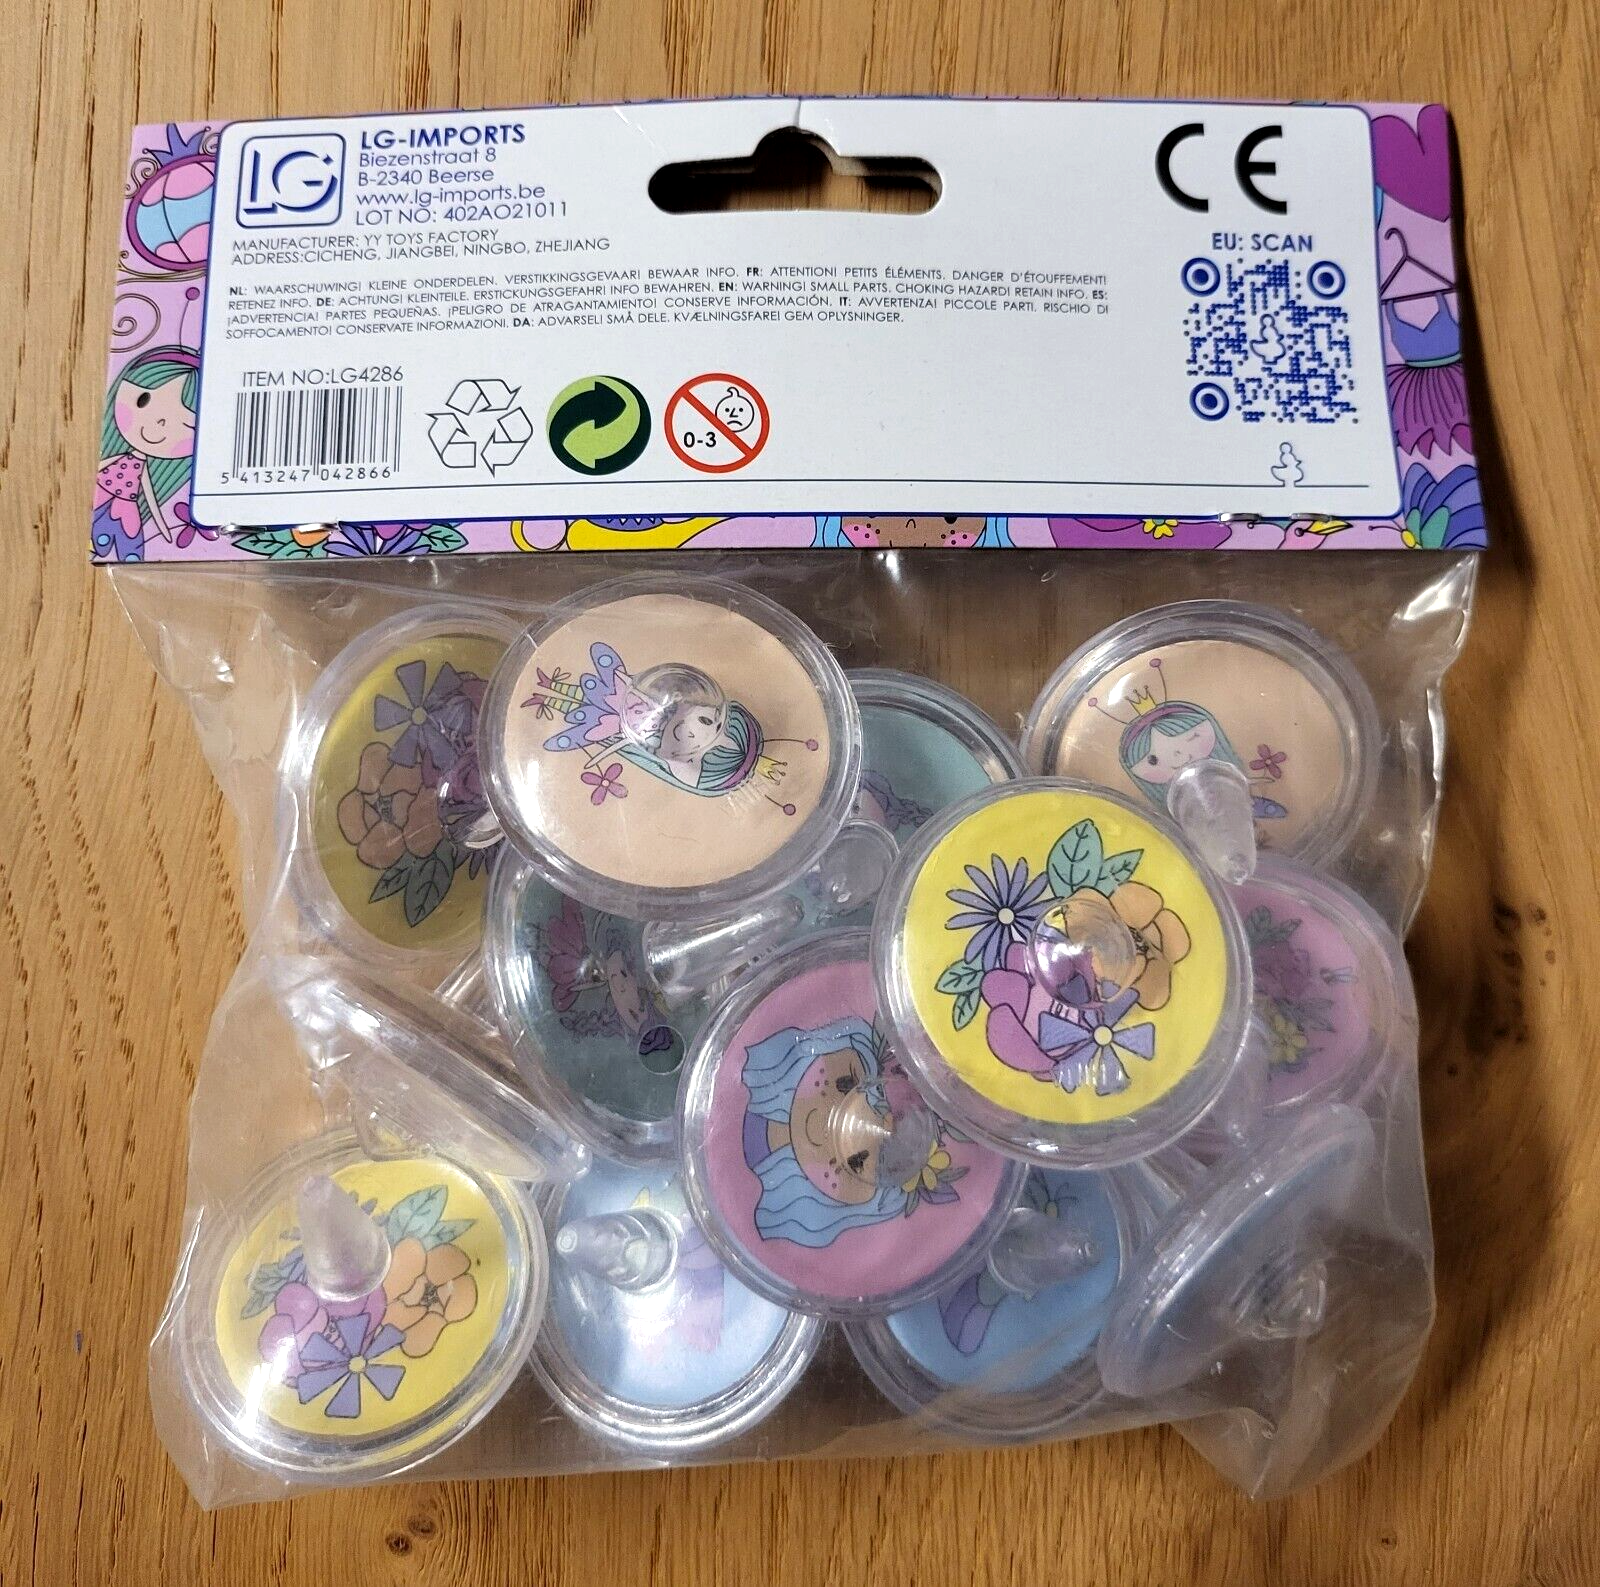 LG
LG-IMPORTS
Biezenstraat 8
B-2340 Beerse
www.lg-imports.be
LOT NO: 402AO21011
MANUFACTURER: YY TOYS FACTORY
ADDRESS:CICHENG, JIANGBEI, NINGBO, ZHEJIANG
NL: WAARSCHUWING! KLEINE ONDERDELEN. VERSTIKKINGSGEVAAR! BEWAAR INFO. FR: ATTENTION! PETITS ÉLÉMENTS. DANGER D'ÉTOUFFEMENT!
RETENEZ INFO. DE: ACHTUNG! KLEINTEILE. ERSTICKUNGSGEFAHR! INFO BEWAHREN. EN: WARNING! SMALL PARTS. CHOKING HAZARD! RETAIN INFO. ES:
¡ADVERTENCIA! PARTES PEQUEÑAS. ¡PELIGRO DE ATRAGANTAMIENTO! CONSERVE INFORMACIÓN. IT: AVVERTENZA! PICCOLE PARTI. RISCHIO DI
SOFFOCAMENTO! CONSERVATE INFORMAZIONI. DA: ADVARSEL! SMÅ DELE. KVÆLNINGSFARE! GEM OPLYSNINGER.
ITEM NO:LG4286
5 413247 042866
0-3
CE
EU: SCAN